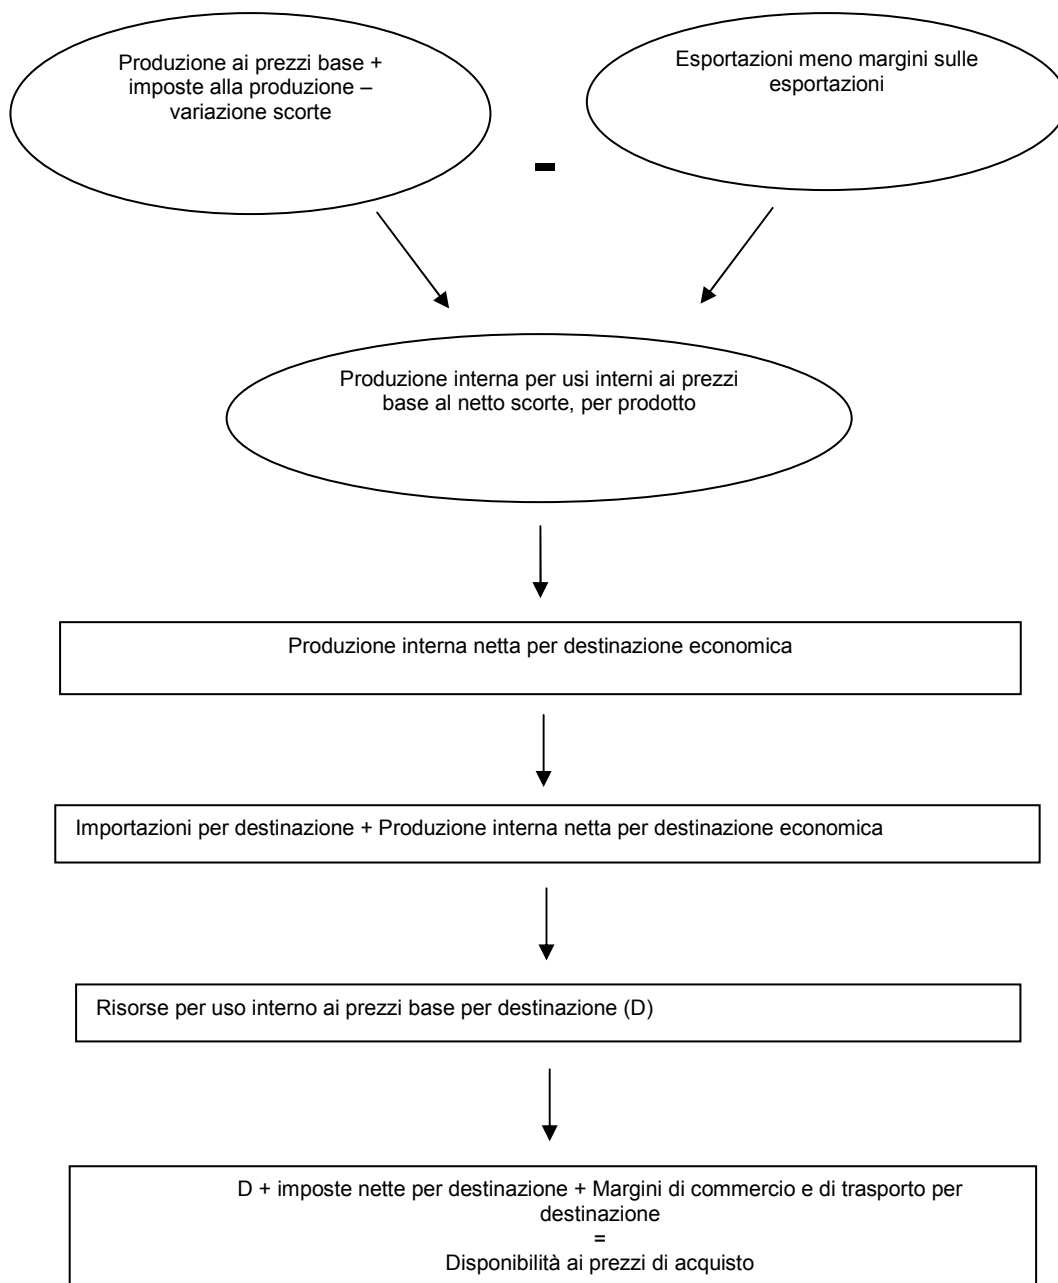 Produzione ai prezzi base +
imposte alla produzione –
variazione scorte
Esportazioni meno margini sulle
esportazioni
-
Produzione interna per usi interni ai prezzi
base al netto scorte, per prodotto
Produzione interna netta per destinazione economica
Importazioni per destinazione + Produzione interna netta per destinazione economica
Risorse per uso interno ai prezzi base per destinazione (D)
D + imposte nette per destinazione + Margini di commercio e di trasporto per
destinazione
=
Disponibilità ai prezzi di acquisto